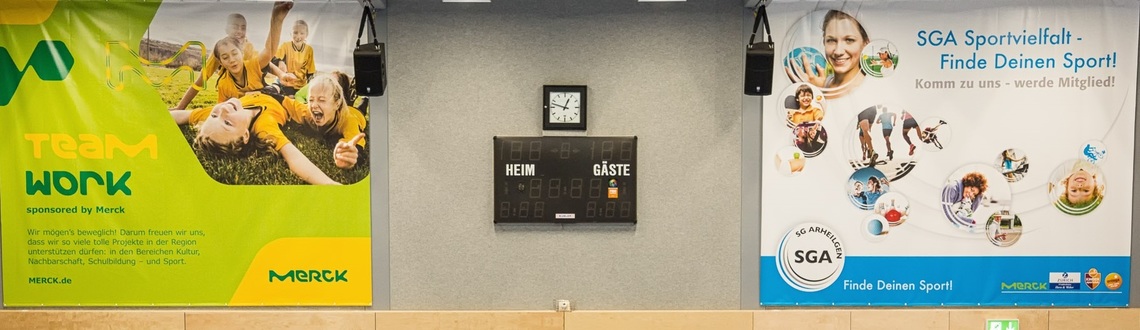 TEAM
WORK
sponsored by Merck
Wir mögen's beweglich! Darum freuen wir uns,
dass wir so viele tolle Projekte in der Region
unterstützen dürfen: in den Bereichen Kultur,
Nachbarschaft, Schulbildung – und Sport.
MERCK.de
MERCK
HEIM
GÄSTE
SGA Sportvielfalt -
Finde Deinen Sport!
Komm zu uns - werde Mitglied!
SG ARHEILGEN
SGA
Finde Deinen Sport!
MERCK